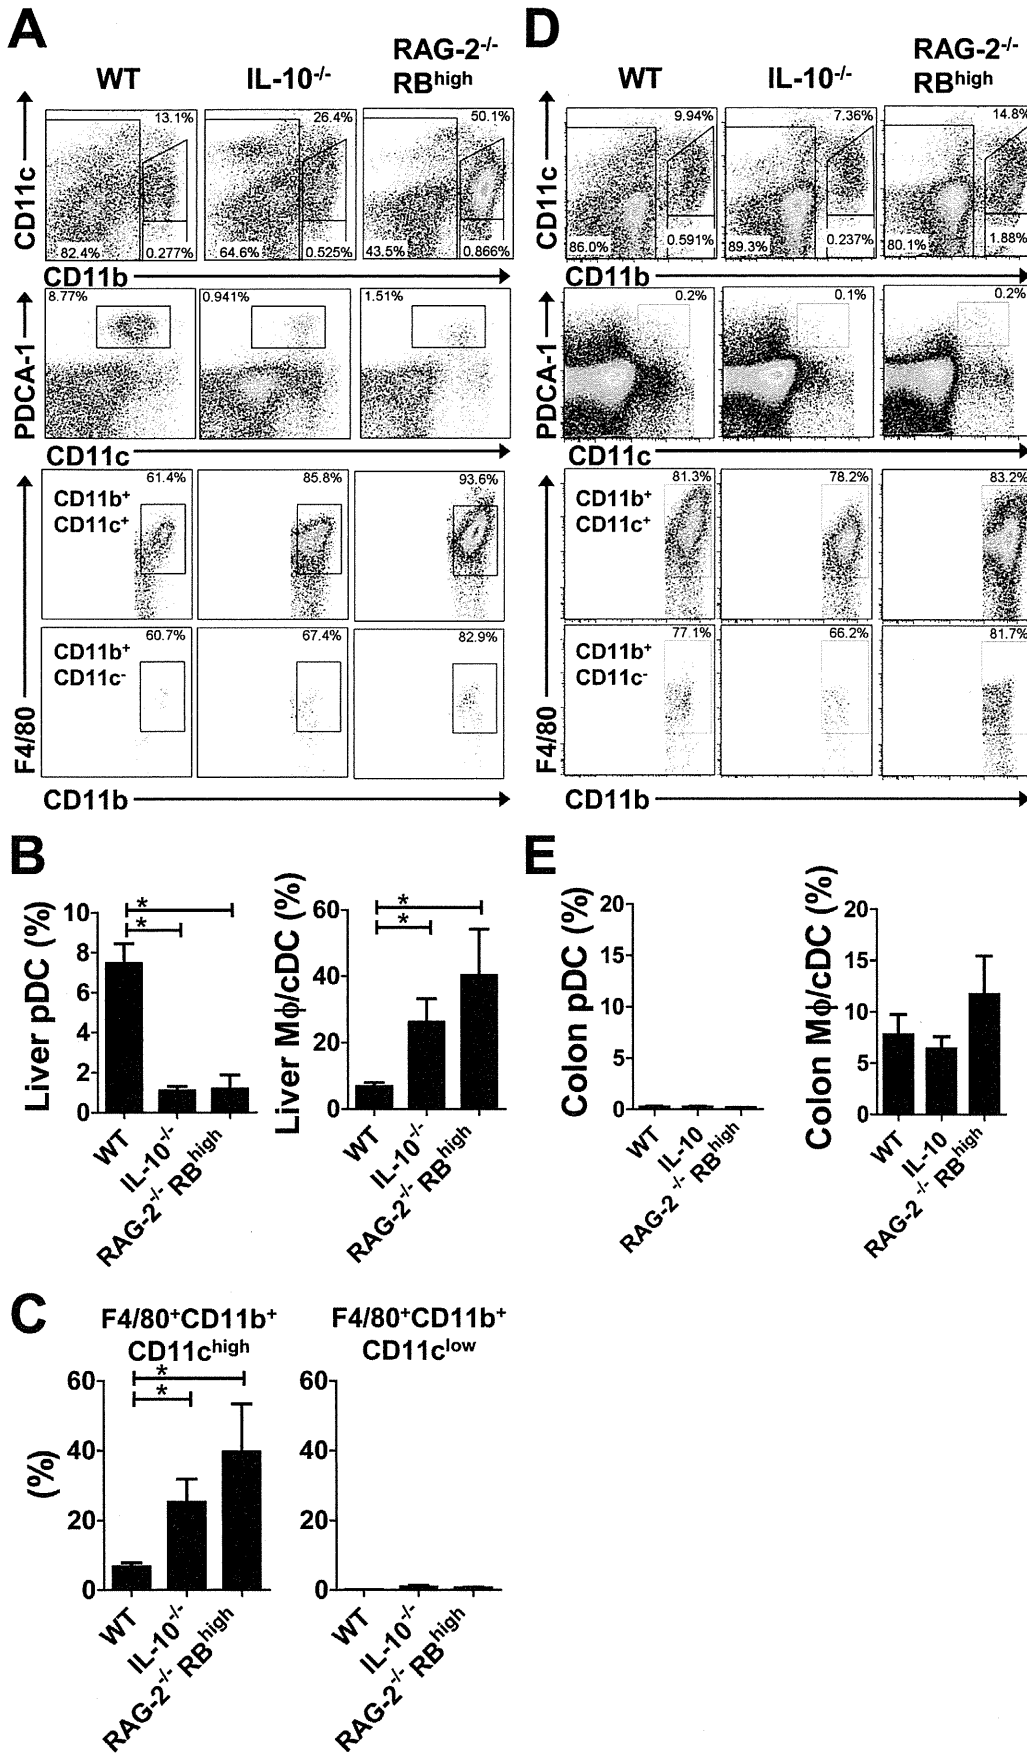 A
WT
IL-10-/-
RAG-2-/-
RBhigh
CD11c
13.1%
26.4%
50.1%
82.4%
0.277%
64.6%
0.525%
43.5%
0.866%
CD11b
PDCA-1
8.77%
0.941%
1.51%
CD11c
F4/80
61.4%
85.8%
93.6%
CD11b+
CD11c+
60.7%
67.4%
82.9%
CD11b+
CD11c-
CD11b
D
WT
IL-10-/-
RAG-2-/-
RBhigh
CD11c
9.94%
7.36%
14.8%
86.0%
0.591%
89.3%
0.237%
80.1%
1.88%
CD11b
PDCA-1
0.2%
0.1%
0.2%
CD11c
F4/80
81.3%
78.2%
83.2%
CD11b+
CD11c+
77.1%
66.2%
81.7%
CD11b+
CD11c-
CD11b
B
Liver pDC (%)
10
8
6
4
2
0
*
*
WT
IL-10-/-
RAG-2-/- RBhigh
Liver Mϕ/cDC (%)
60
40
20
0
*
*
WT
IL-10-/-
RAG-2-/- RBhigh
E
Colon pDC (%)
20
15
10
5
0
WT
IL-10
RAG-2-/- RBhigh
Colon Mϕ/cDC (%)
20
15
10
5
0
WT
IL-10
RAG-2-/- RBhigh
C
F4/80+CD11b+
CD11chigh
(%)
60
40
20
0
*
*
WT
IL-10-/-
RAG-2-/- RBhigh
F4/80+CD11b+
CD11clow
60
40
20
0
WT
IL-10-/-
RAG-2-/- RBhigh